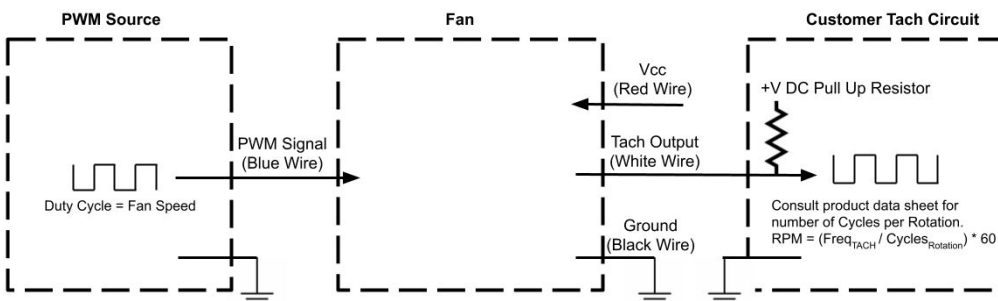 PWM Source
Fan
Customer Tach Circuit
Vcc
(Red Wire)
+V DC Pull Up Resistor
PWM Signal
(Blue Wire)
Tach Output
(White Wire)
Duty Cycle = Fan Speed
Consult product data sheet for
number of Cycles per Rotation.
RPM = (Freq_TACH / Cycles_Rotation) * 60
Ground
(Black Wire)